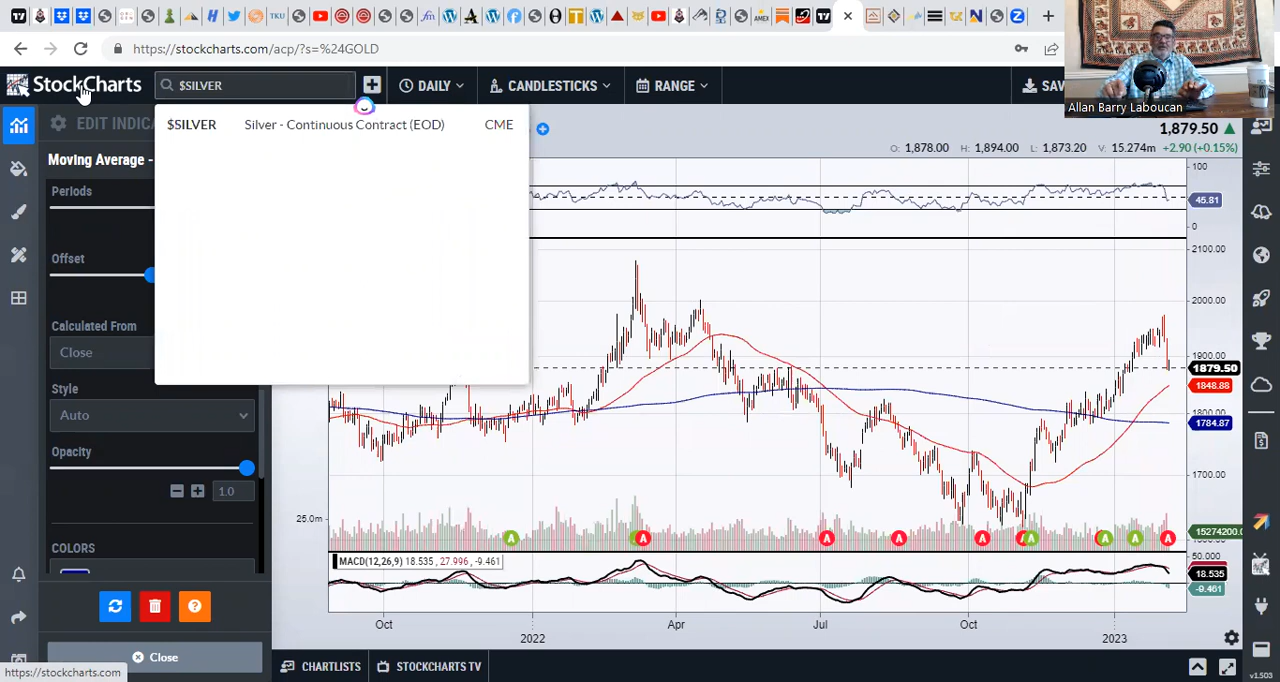 https://stockcharts.com/acp/?s=%24GOLD
StockCharts
$SILVER
DAILY
CANDLESTICKS
RANGE
SAV
Allan Barry Laboucan
$SILVER Silver - Continuous Contract (EOD) CME
EDIT INDICA
1,879.50
O: 1,878.00 H: 1,894.00 L: 1,873.20 V: 15.274m +2.90 (+0.15%)
Moving Average -
Periods
Offset
Calculated From
Close
Style
Auto
Opacity
1.0
COLORS
Close
https://stockcharts.com
100
45.81
0
2100.00
2000.00
1900.00
1879.50
1848.88
1800.00
1784.87
1700.00
25.0m
15274200.0
A A A A A A A A A A
MACD(12,26,9) 18.535, 27.996, -9.461
50.000
18.535
-9.461
Oct 2022 Apr Jul Oct 2023
CHARTLISTS
STOCKCHARTS TV
v1.503